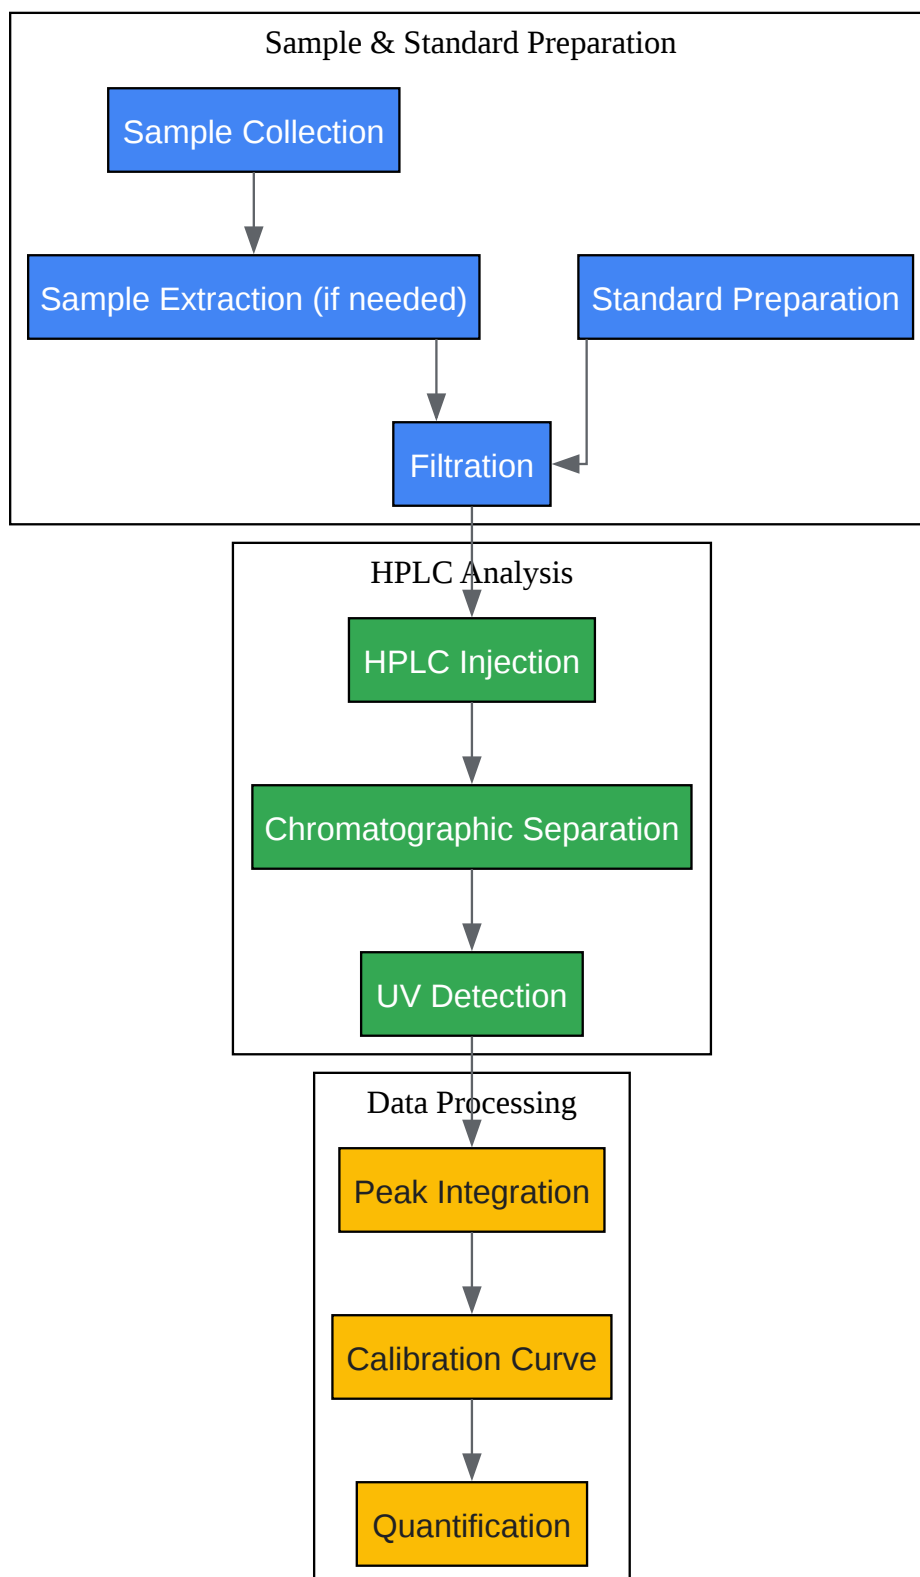 Sample & Standard Preparation
Sample Collection
Sample Extraction (if needed)
Standard Preparation
Filtration
HPLC Analysis
HPLC Injection
Chromatographic Separation
UV Detection
Data Processing
Peak Integration
Calibration Curve
Quantification